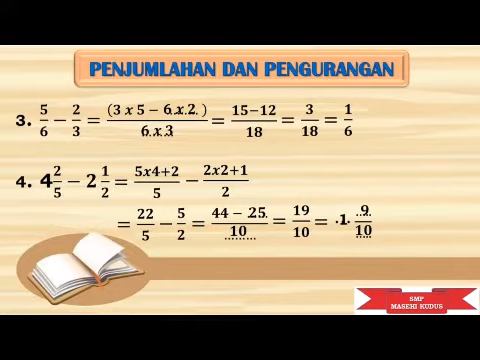 PENJUMLAHAN DAN PENGURANGAN
3. 5/6 − 2/3 = (3 x 5 − 6 x 2 )/6 x 3 = 15−12/18 = 3/18 = 1/6
4. 4 2/5 − 2 1/2 = 5x4+2/5 − 2x2+1/2
= 22/5 − 5/2 = 44 − 25/10 = 19/10 = 1 9/10
SMP
MASEHI KUDUS